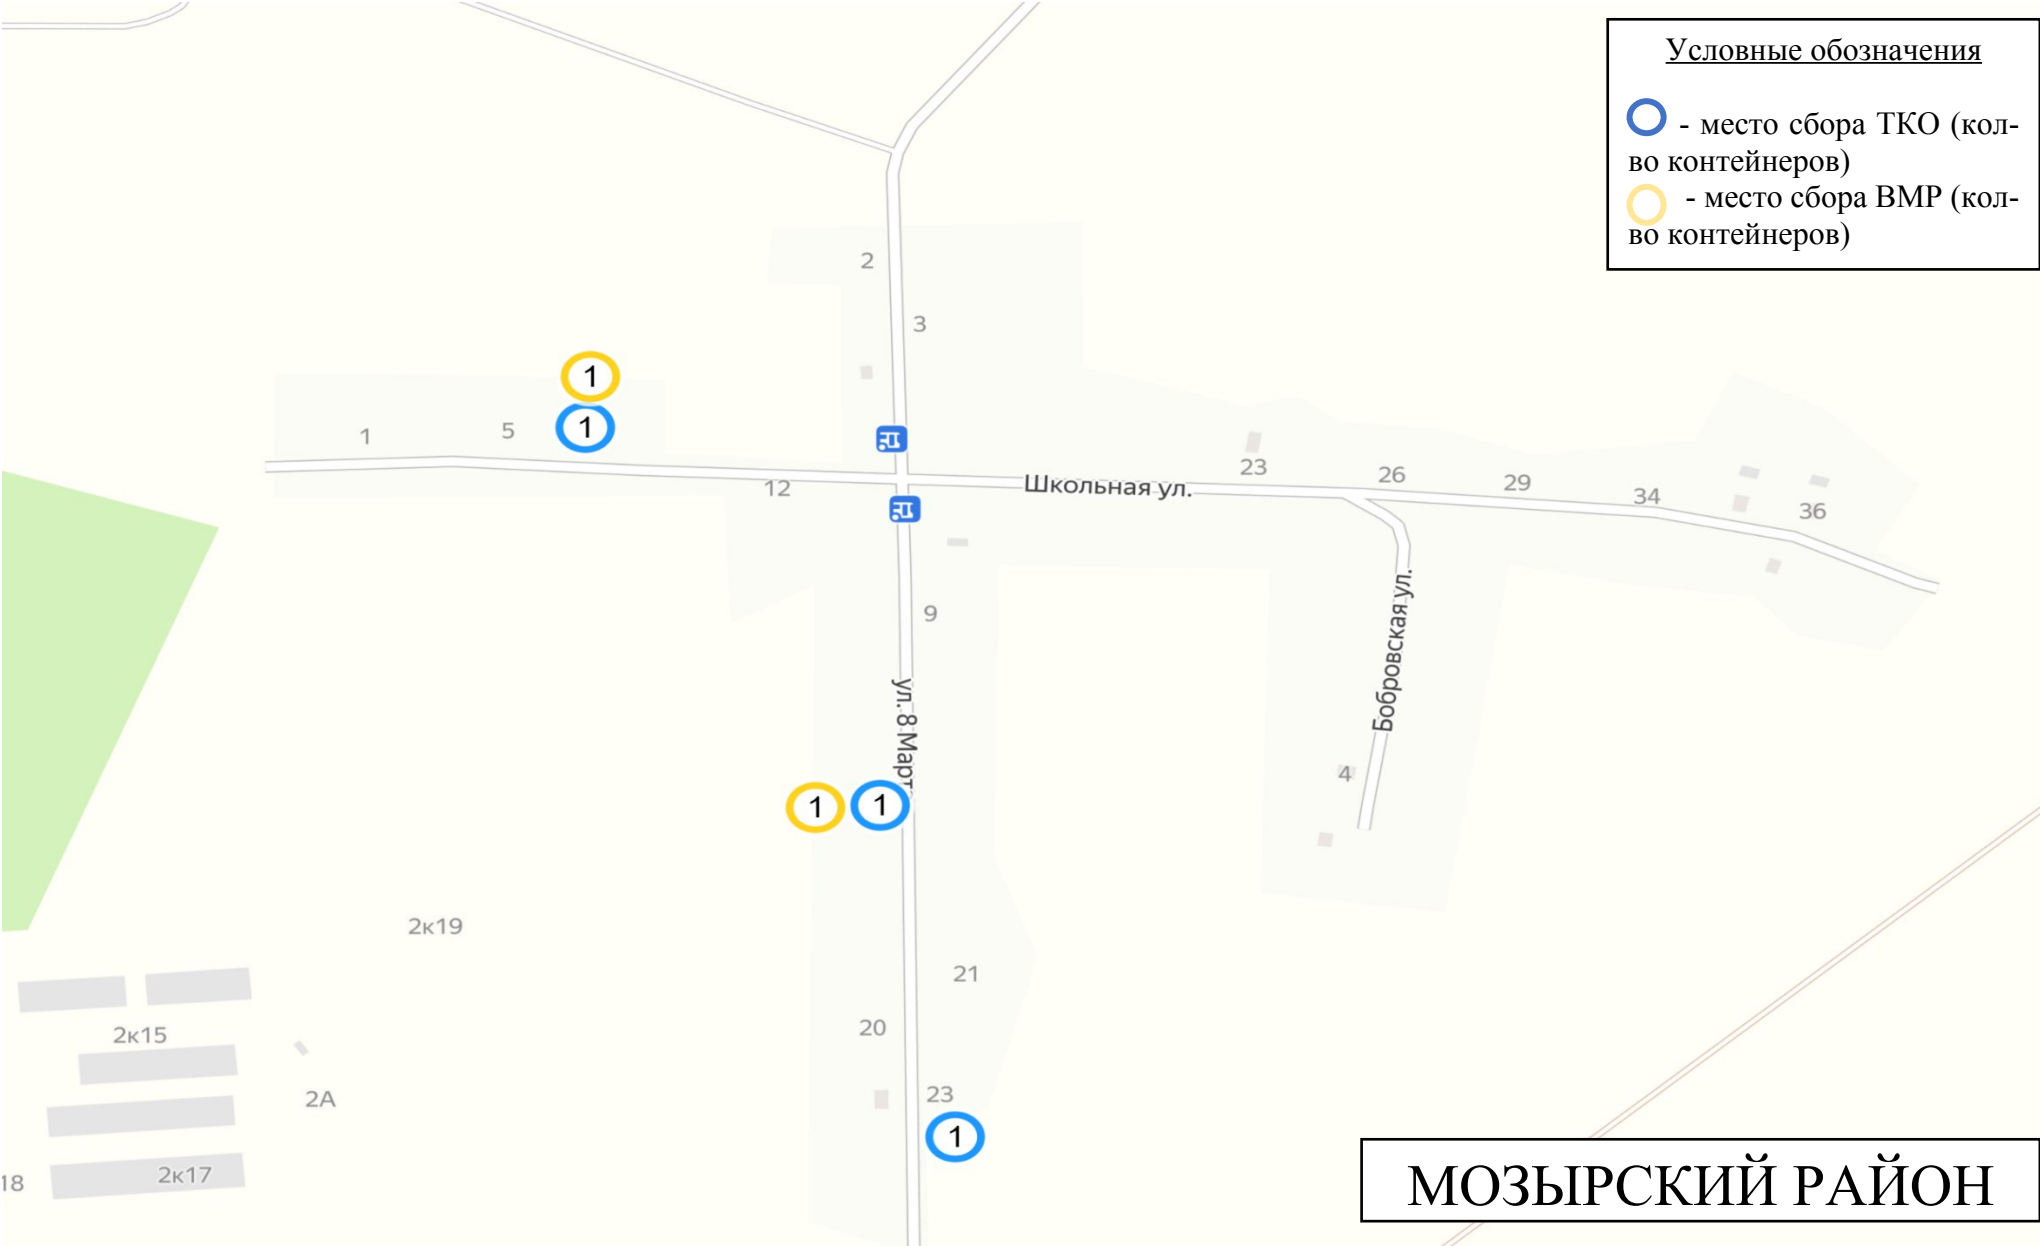 Условные обозначения
- место сбора ТКО (кол-
во контейнеров)
- место сбора ВМР (кол-
во контейнеров)
2
3
1
1
1
5
12
Школьная ул.
23
26
29
34
36
9
Бобровская ул.
ул. 8 Март
4
1
1
2к19
21
20
2к15
23
2А
1
2к17
18
МОЗЫРСКИЙ РАЙОН